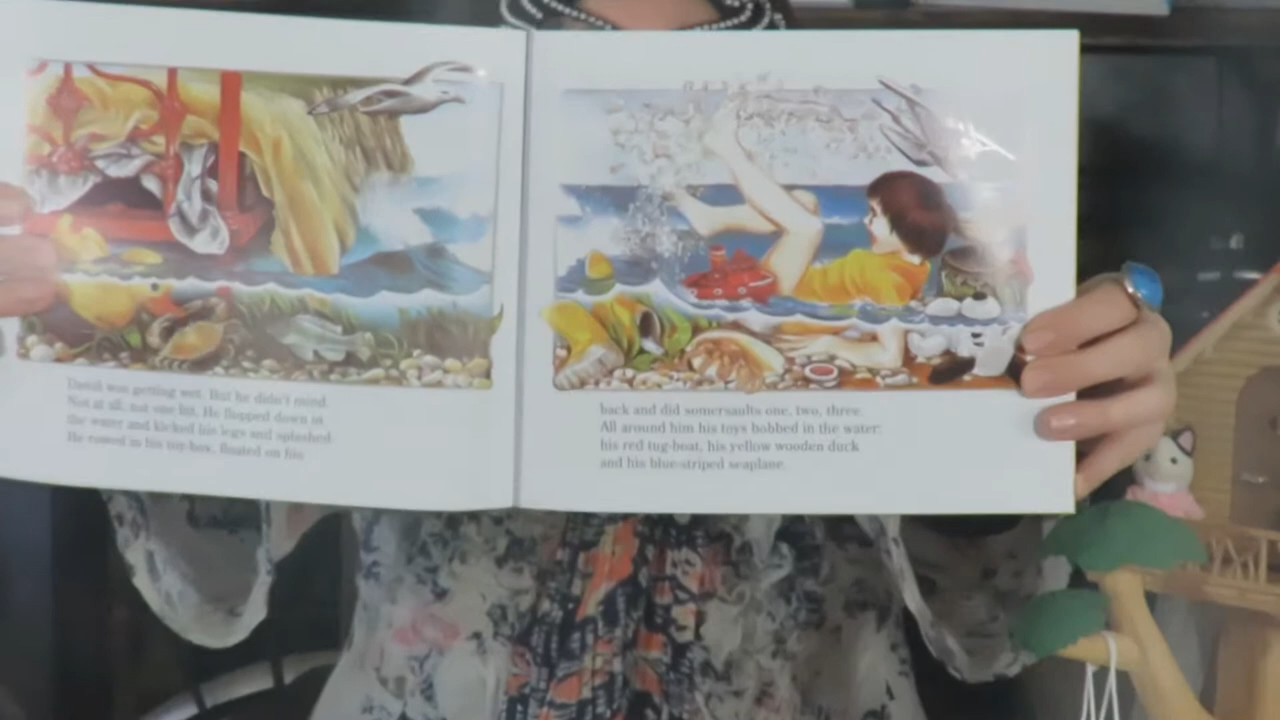 David was getting wet. But he didn't mind.
Not at all, not one bit. He flopped down in
the water and kicked his legs and splashed.
He rowed in his toy-box, floated on his
back and did somersaults one, two, three.
All around him his toys bobbed in the water:
his red tug-boat, his yellow wooden duck
and his blue-striped seaplane.